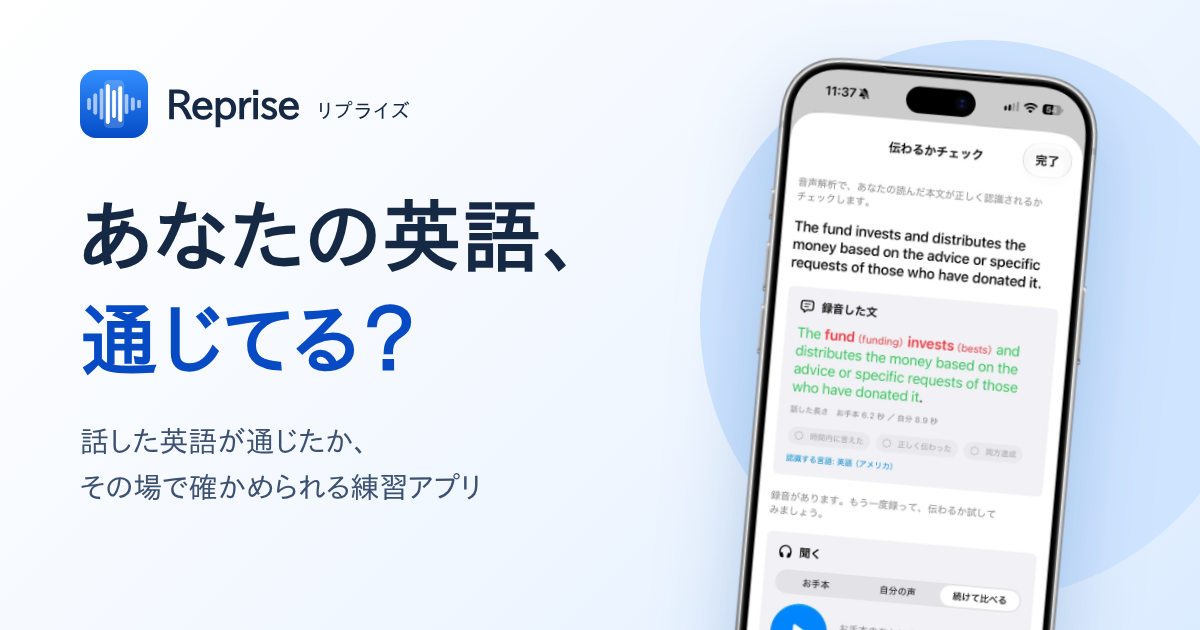 Reprise リプライズ
あなたの英語、
通じてる？
話した英語が通じたか、
その場で確かめられる練習アプリ
11:37
伝わるかチェック
完了
音声解析で、あなたの読んだ本文が正しく認識されるか
チェックします。
The fund invests and distributes the
money based on the advice or specific
requests of those who have donated it.
録音した文
The fund (funding) invests (bests) and
distributes the money based on the
advice or specific requests of those
who have donated it.
話した長さ お手本 6.2 秒 ／ 自分 8.9 秒
時間内に言えた 正しく伝わった 両方達成
認識する言語: 英語（アメリカ）
録音があります。もう一度録って、伝わるか試して
みましょう。
聞く
お手本 自分の声 続けて比べる